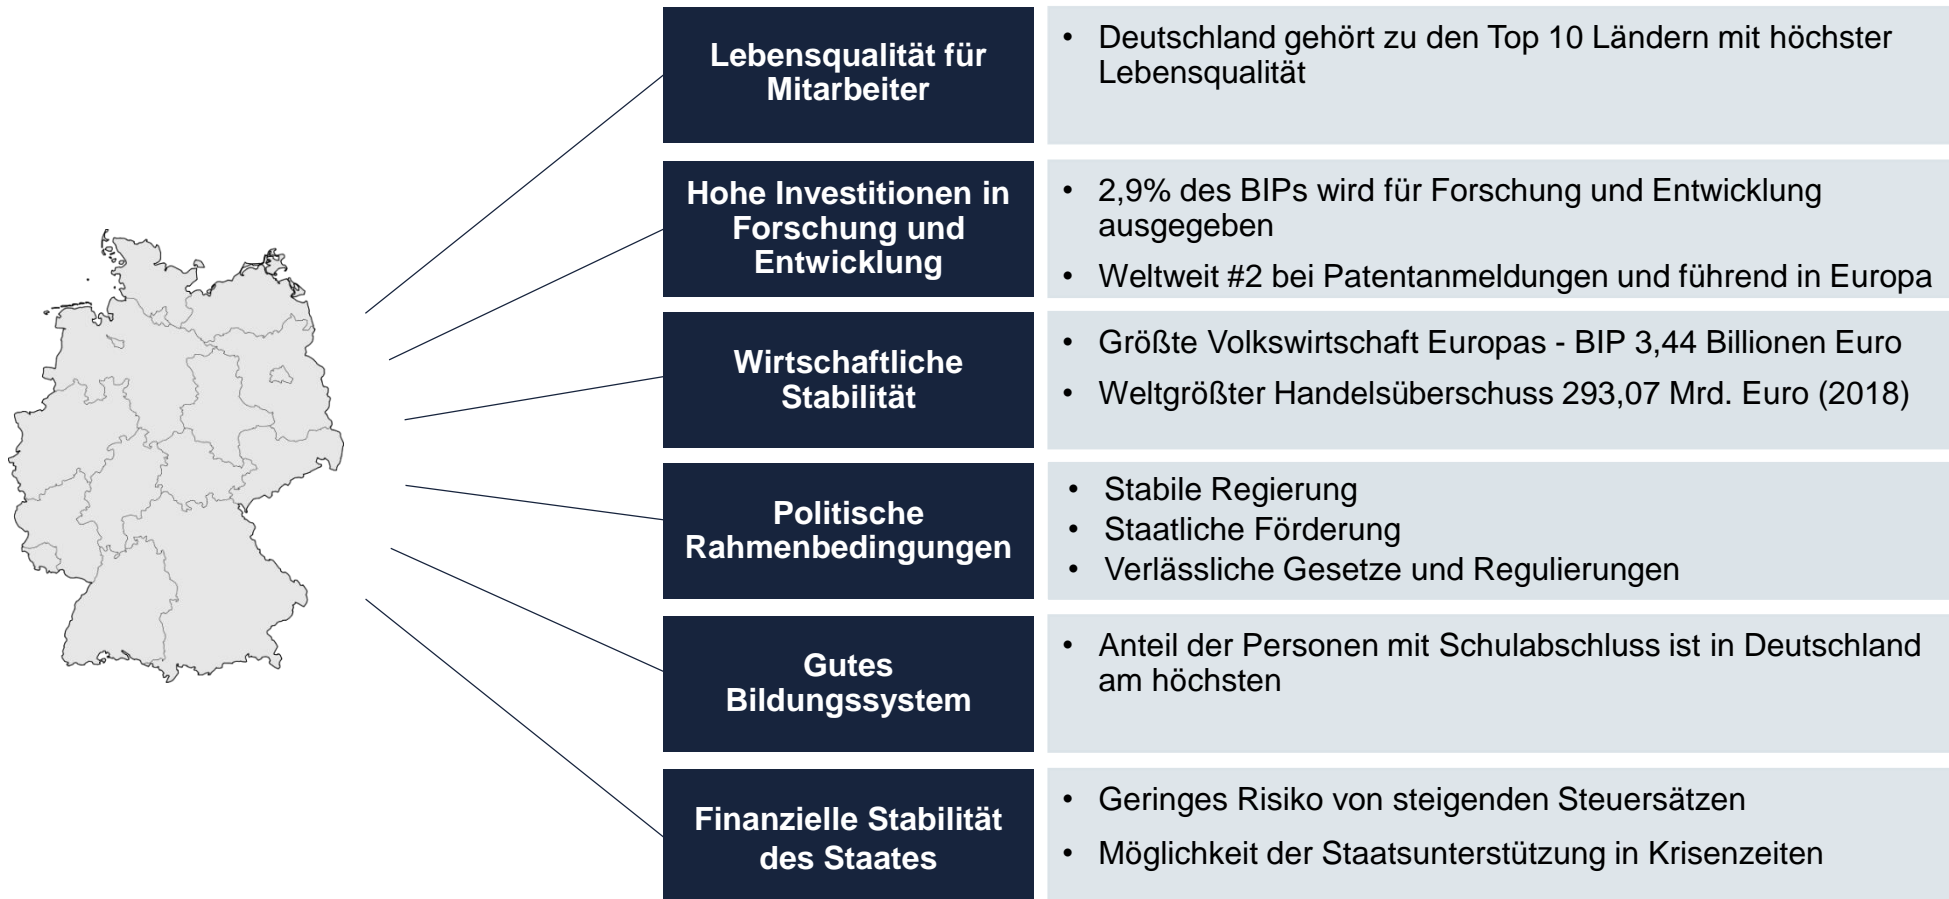 Lebensqualität für
Mitarbeiter
• Deutschland gehört zu den Top 10 Ländern mit höchster
Lebensqualität
Hohe Investitionen in
Forschung und
Entwicklung
• 2,9% des BIPs wird für Forschung und Entwicklung
ausgegeben
• Weltweit #2 bei Patentanmeldungen und führend in Europa
Wirtschaftliche
Stabilität
• Größte Volkswirtschaft Europas - BIP 3,44 Billionen Euro
• Weltgrößter Handelsüberschuss 293,07 Mrd. Euro (2018)
Politische
Rahmenbedingungen
• Stabile Regierung
• Staatliche Förderung
• Verlässliche Gesetze und Regulierungen
Gutes
Bildungssystem
• Anteil der Personen mit Schulabschluss ist in Deutschland
am höchsten
Finanzielle Stabilität
des Staates
• Geringes Risiko von steigenden Steuersätzen
• Möglichkeit der Staatsunterstützung in Krisenzeiten